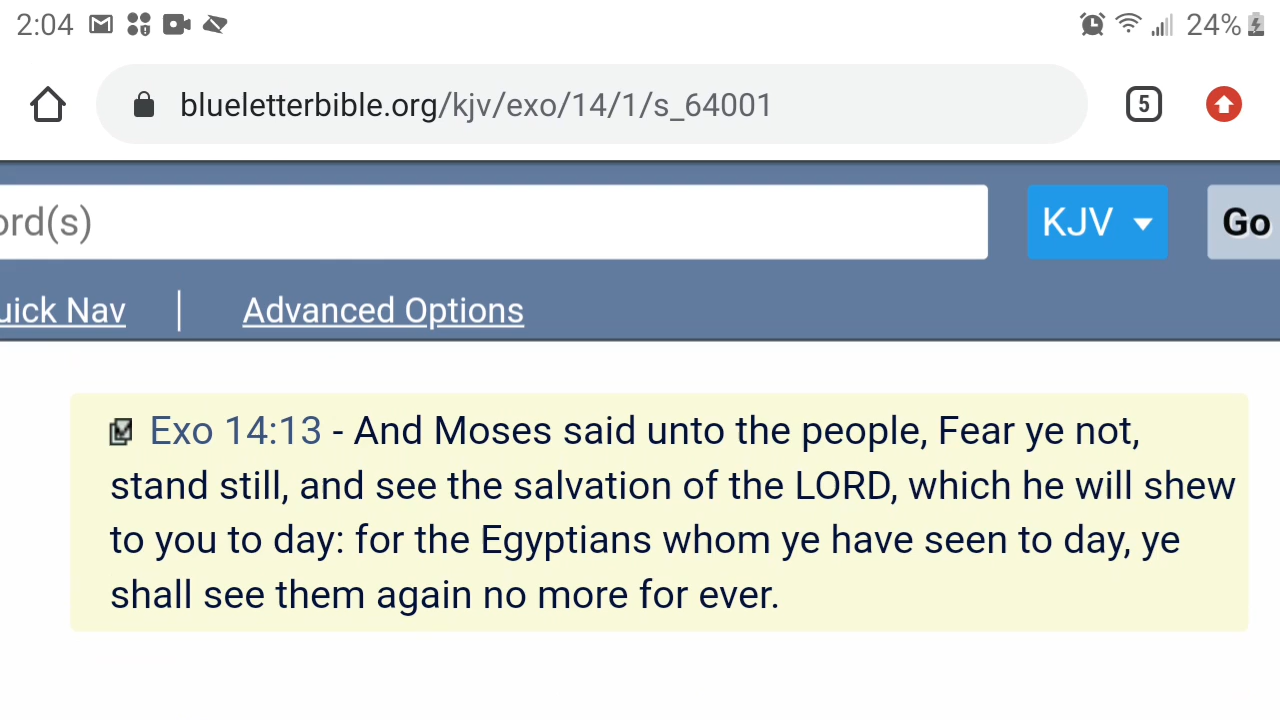 2:04 24%
blueletterbible.org/kjv/exo/14/1/s_64001 5
ord(s) KJV Go
uick Nav | Advanced Options
Exo 14:13 - And Moses said unto the people, Fear ye not,
stand still, and see the salvation of the LORD, which he will shew
to you to day: for the Egyptians whom ye have seen to day, ye
shall see them again no more for ever.